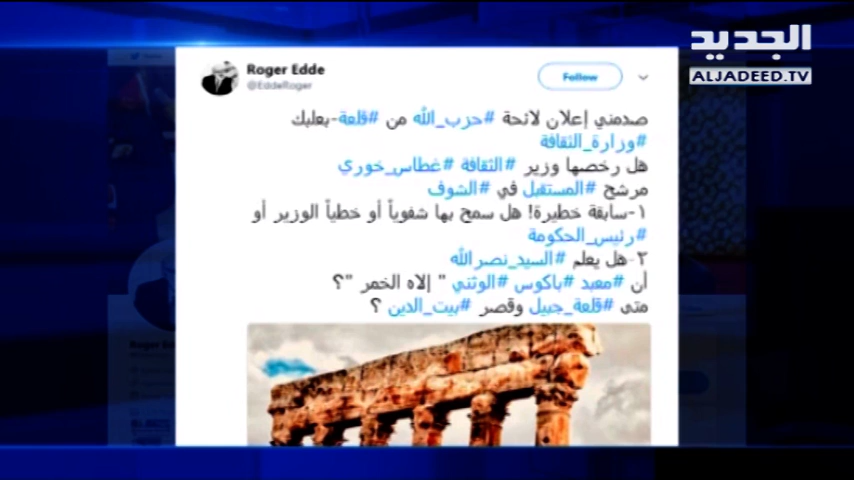 الجديد
ALJADEED.TV
Roger Edde
@EddeRoger
Follow
صدمني إعلان لائحة #حزب_الله من #قلعة-بعلبك
#وزارة_الثقافة
هل رخصها وزير #الثقافة #غطاس_خوري
مرشح #المستقبل في #الشوف
١-سابقة خطيرة! هل سمح بها شفوياً أو خطياً الوزير أو
#رئيس_الحكومة
٢-هل يعلم #السيد_نصرالله
أن #معبد #باكوس #الوثني " إلاه الخمر "؟
متى #قلعة_جبيل وقصر #بيت_الدين ؟